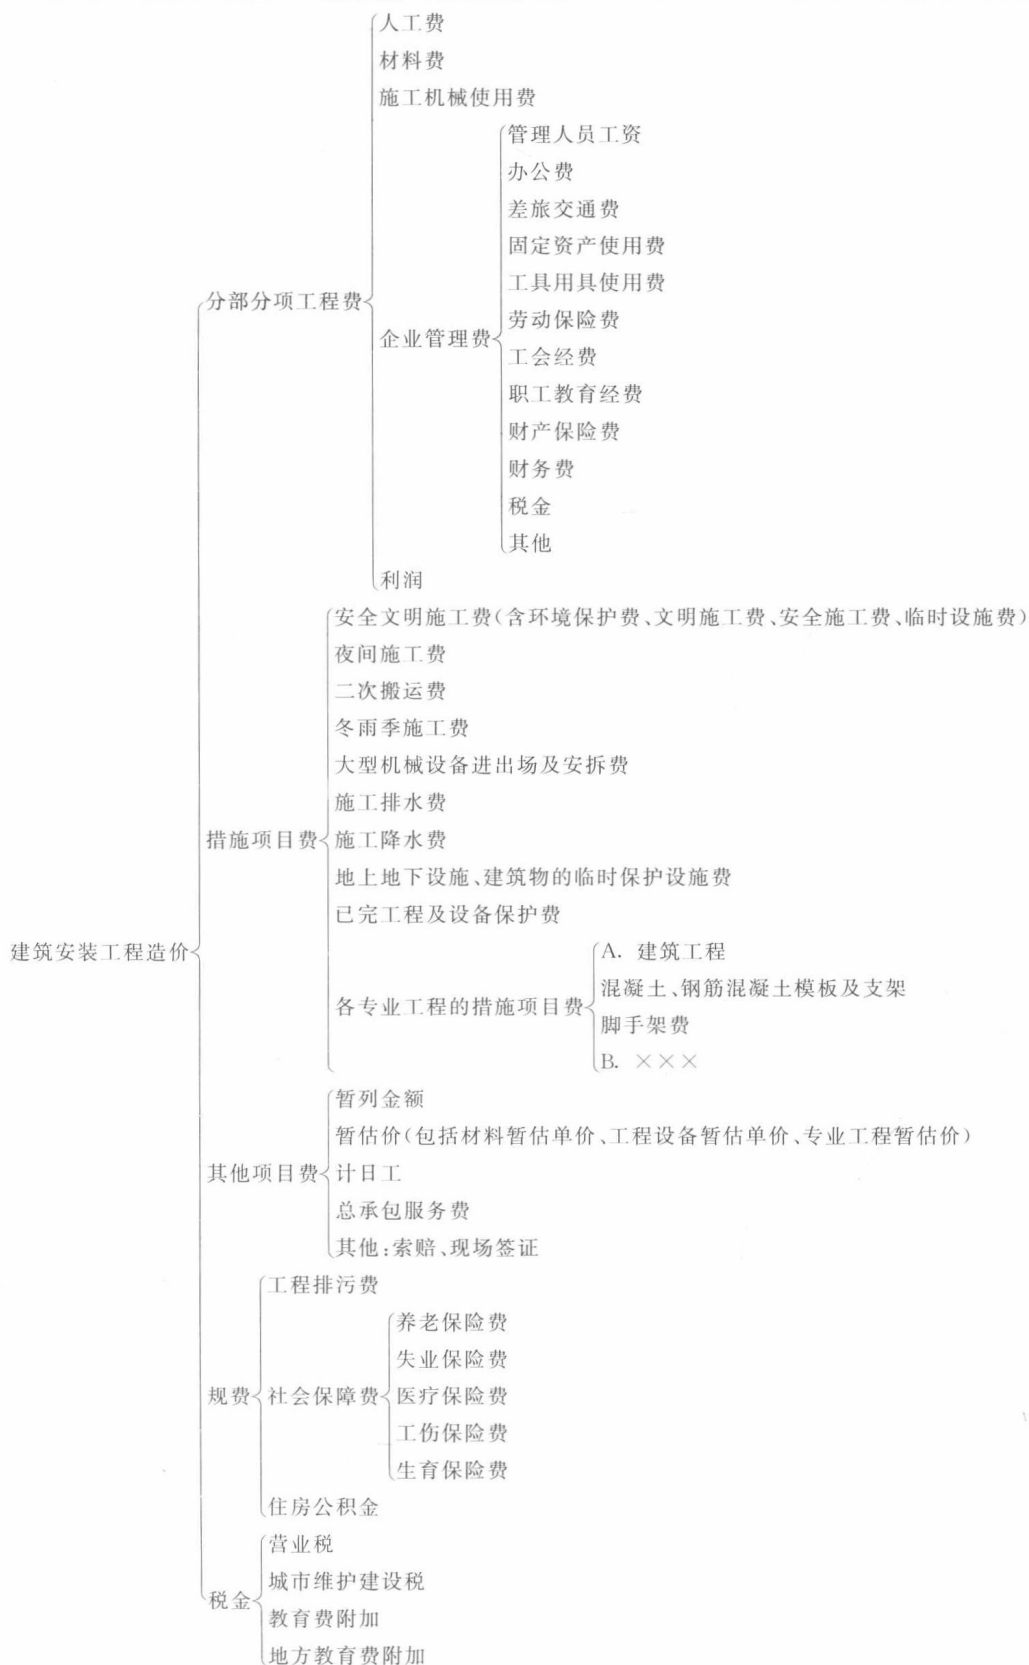 人工费
材料费
施工机械使用费
管理人员工资
办公费
差旅交通费
固定资产使用费
工具用具使用费
分部分项工程费
劳动保险费
企业管理费
工会经费
职工教育经费
财产保险费
财务费
税金
其他
利润
安全文明施工费(含环境保护费、文明施工费、安全施工费、临时设施费)
夜间施工费
二次搬运费
冬雨季施工费
大型机械设备进出场及安拆费
施工排水费
措施项目费
施工降水费
地上地下设施、建筑物的临时保护设施费
已完工程及设备保护费
建筑安装工程造价
A. 建筑工程
混凝土、钢筋混凝土模板及支架
各专业工程的措施项目费
脚手架费
B. ×××
暂列金额
暂估价(包括材料暂估单价、工程设备暂估单价、专业工程暂估价)
其他项目费
计日工
总承包服务费
其他:索赔、现场签证
工程排污费
养老保险费
失业保险费
规费
社会保障费
医疗保险费
工伤保险费
生育保险费
住房公积金
营业税
城市维护建设税
税金
教育费附加
地方教育费附加